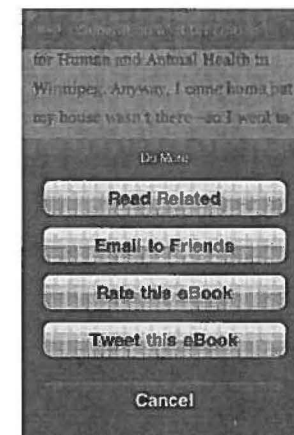 for Human and Animal Health in
Winnipeg. Anyway, I came home but
my house wasn't there—so I went to
Do More
Read Related
Email to Friends
Rate this eBook
Tweet this eBook
Cancel